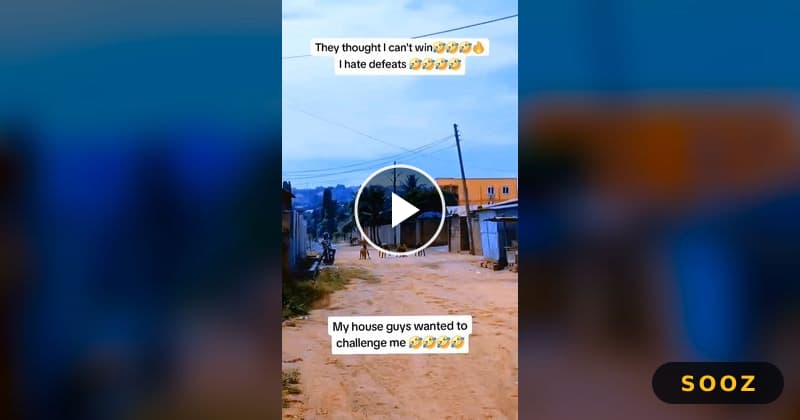 They thought I can't win🤣🤣🤣🔥
I hate defeats 🤣🤣🤣🤣
My house guys wanted to
challenge me 🤣🤣🤣🤣
SOOZ